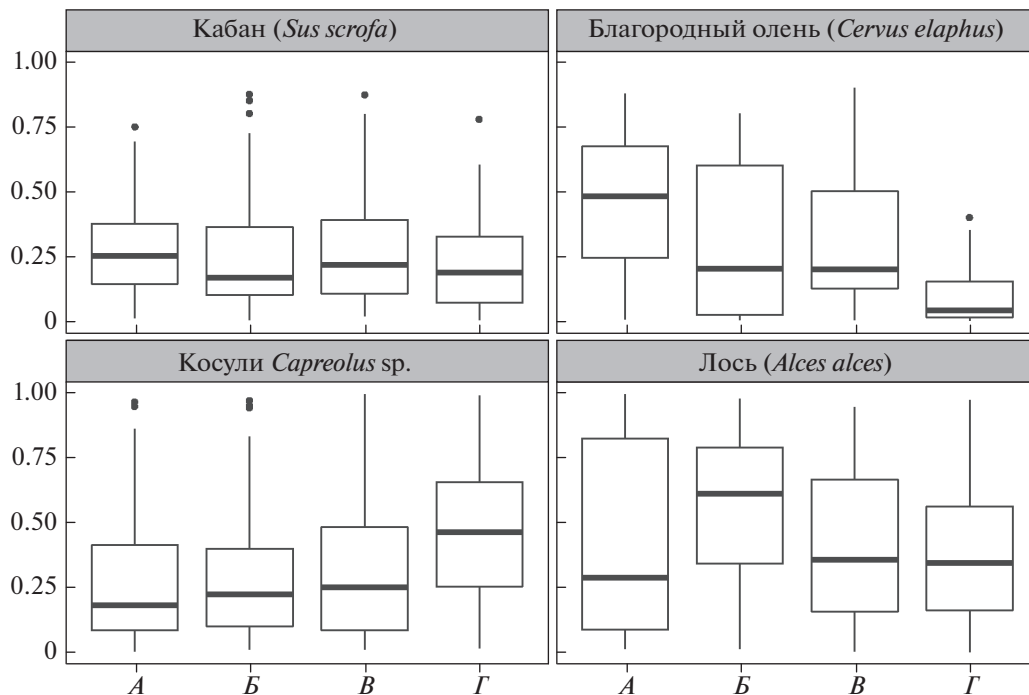 Кабан (Sus scrofa)
Благородный олень (Cervus elaphus)
1.00
0.75
0.50
0.25
0
Косули Capreolus sp.
Лось (Alces alces)
1.00
0.75
0.50
0.25
0
А Б В Г
А Б В Г